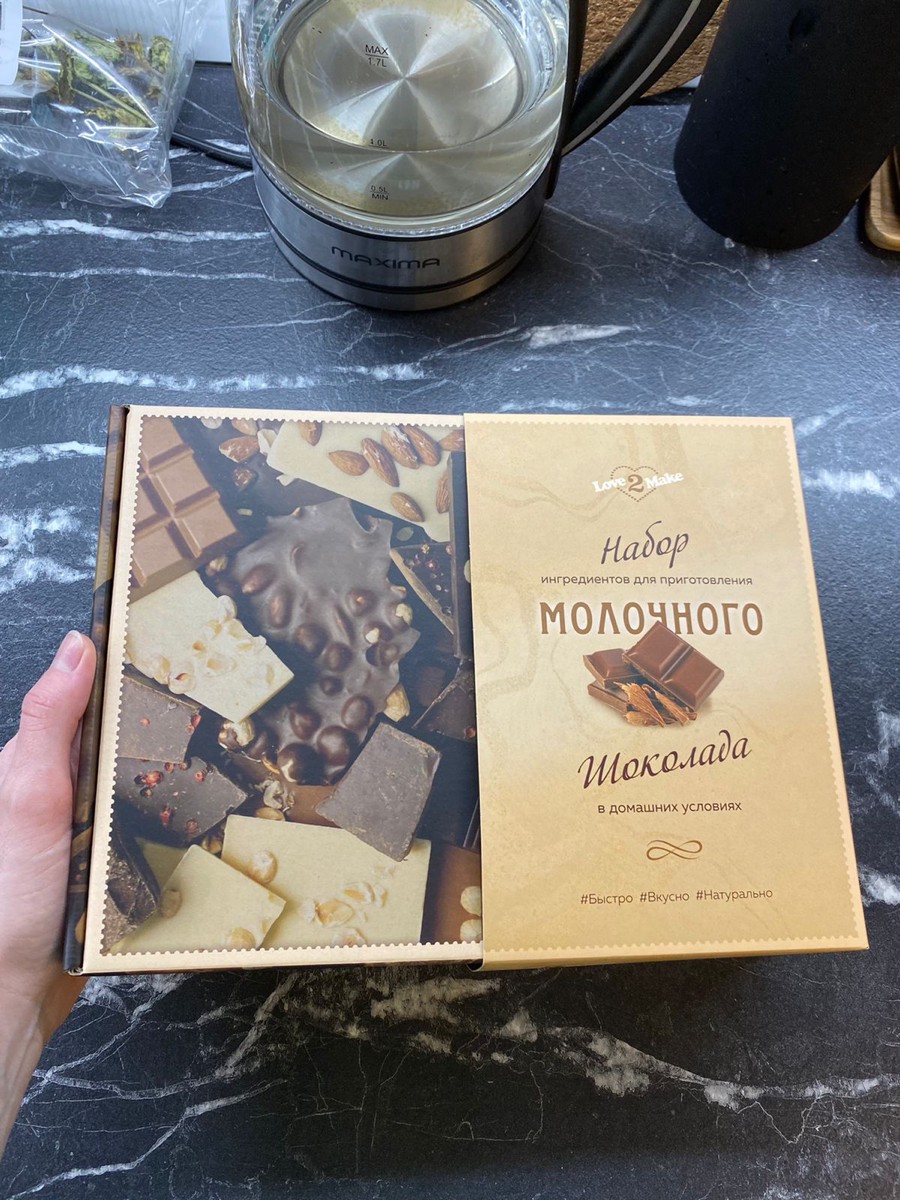 MAX
1.7L
1.0L
0.5L
MIN
MAXIMA
Love 2 Make
Набор
ингредиентов для приготовления
МОЛОЧНОГО
Шоколада
в домашних условиях
#Быстро #Вкусно #Натурально